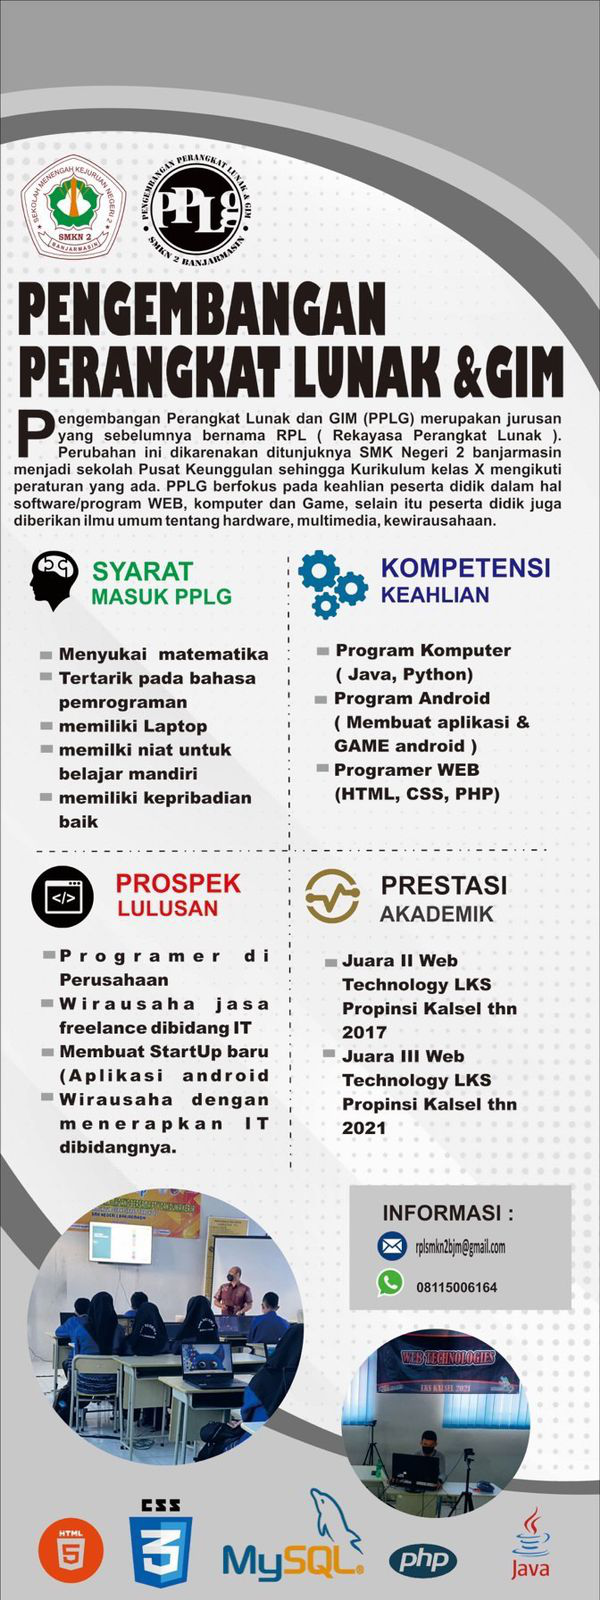 SEKOLAH MENENGAH KEJURUAN NEGERI 2
SMKN 2
BANJARMASIN
PENGEMBANGAN PERANGKAT LUNAK & GIM
PPLg
SMKN 2 BANJARMASIN
PENGEMBANGAN
PERANGKAT LUNAK &GIM
Pengembangan Perangkat Lunak dan GIM (PPLG) merupakan jurusan
yang sebelumnya bernama RPL ( Rekayasa Perangkat Lunak ).
Perubahan ini dikarenakan ditunjuknya SMK Negeri 2 banjarmasin
menjadi sekolah Pusat Keunggulan sehingga Kurikulum kelas X mengikuti
peraturan yang ada. PPLG berfokus pada keahlian peserta didik dalam hal
software/program WEB, komputer dan Game, selain itu peserta didik juga
diberikan ilmu umum tentang hardware, multimedia, kewirausahaan.
SYARAT
MASUK PPLG
Menyukai matematika
Tertarik pada bahasa
pemrograman
memiliki Laptop
memilki niat untuk
belajar mandiri
memiliki kepribadian
baik
KOMPETENSI
KEAHLIAN
Program Komputer
( Java, Python)
Program Android
( Membuat aplikasi &
GAME android )
Programer WEB
(HTML, CSS, PHP)
PROSPEK
LULUSAN
Programer di
Perusahaan
Wirausaha jasa
freelance dibidang IT
Membuat StartUp baru
(Aplikasi android
Wirausaha dengan
menerapkan IT
dibidangnya.
PRESTASI
AKADEMIK
Juara II Web
Technology LKS
Propinsi Kalsel thn
2017
Juara III Web
Technology LKS
Propinsi Kalsel thn
2021
INFORMASI :
rplsmkn2bjm@gmail.com
08115006164
WEB TECHNOLOGIES
LKS KALSEL 2021
HTML
5
CSS
3
MySQL®
php
Java